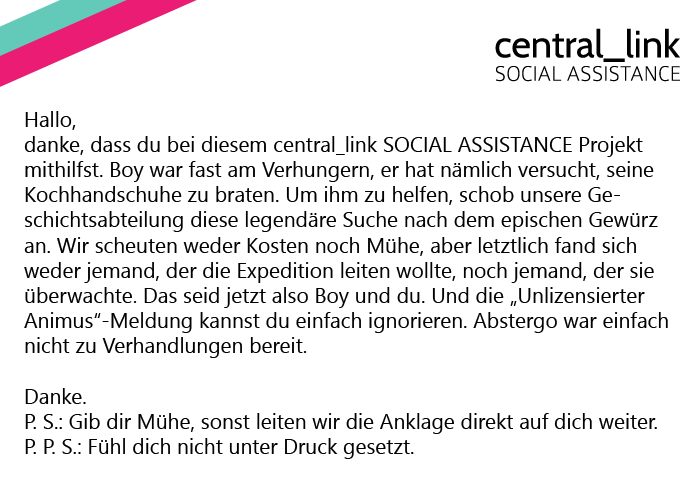 central_link
SOCIAL ASSISTANCE
Hallo,
danke, dass du bei diesem central_link SOCIAL ASSISTANCE Projekt
mithilfst. Boy war fast am Verhungern, er hat nämlich versucht, seine
Kochhandschuhe zu braten. Um ihm zu helfen, schob unsere Ge-
schichtsabteilung diese legendäre Suche nach dem epischen Gewürz
an. Wir scheuten weder Kosten noch Mühe, aber letztlich fand sich
weder jemand, der die Expedition leiten wollte, noch jemand, der sie
überwachte. Das seid jetzt also Boy und du. Und die „Unlizensierter
Animus“-Meldung kannst du einfach ignorieren. Abstergo war einfach
nicht zu Verhandlungen bereit.
Danke.
P. S.: Gib dir Mühe, sonst leiten wir die Anklage direkt auf dich weiter.
P. P. S.: Fühl dich nicht unter Druck gesetzt.